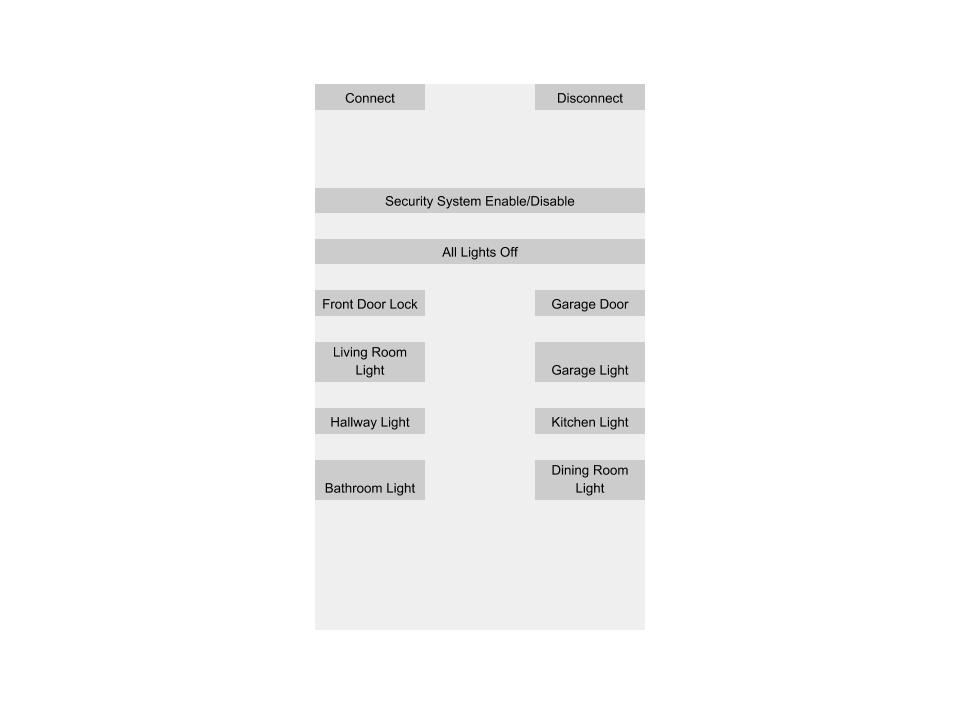 Connect
Disconnect
Security System Enable/Disable
All Lights Off
Front Door Lock
Garage Door
Living Room
Light
Garage Light
Hallway Light
Kitchen Light
Bathroom Light
Dining Room
Light